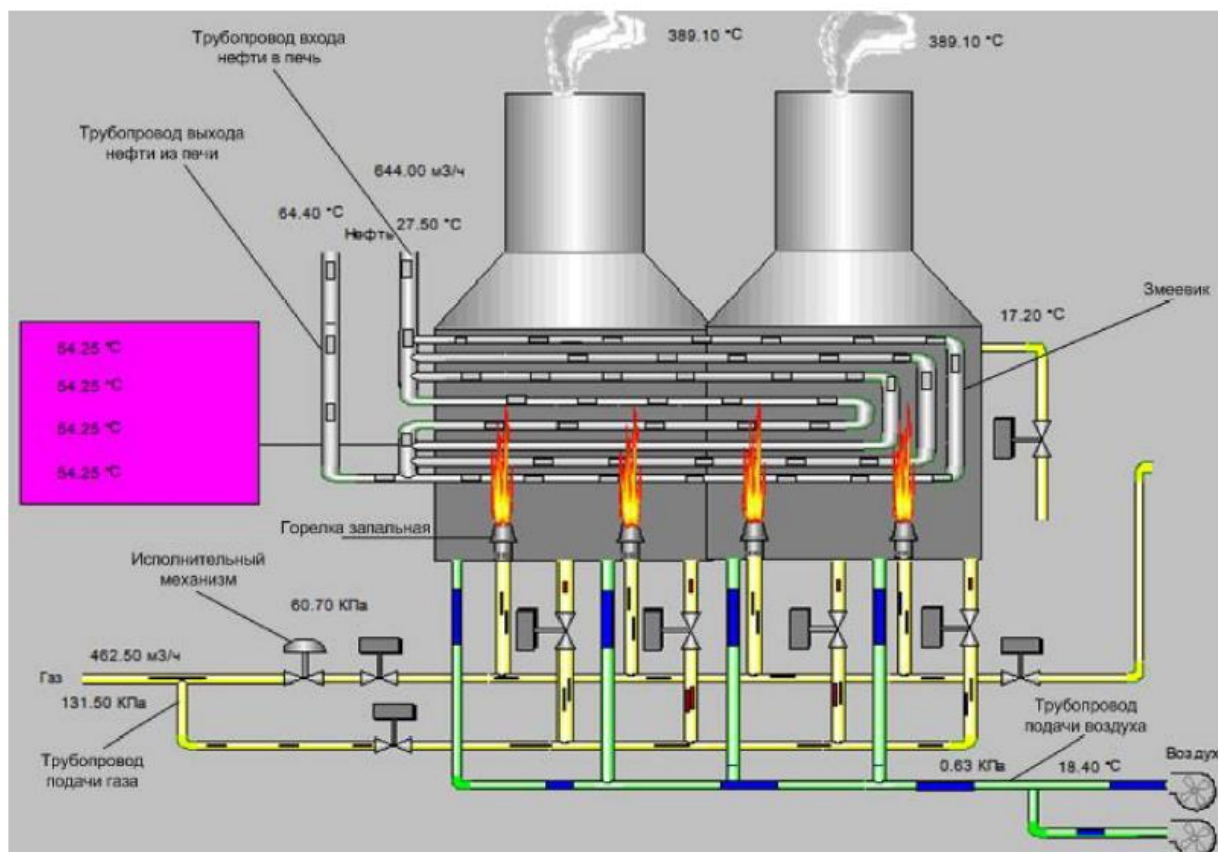 Трубопровод входа
нефти в печь
389.10 °C
389.10 °C
Трубопровод выхода
нефти из печи
644.00 м3/ч
64.40 °C
Нефть
27.50 °C
Змеевик
17.20 °C
54.25 °C
54.25 °C
54.25 °C
54.25 °C
Горелка запальная
Исполнительный
механизм
60.70 КПа
462.50 м3/ч
Газ
131.50 КПа
Трубопровод
подачи газа
Трубопровод
подачи воздуха
Воздух
0.63 КПа
18.40 °C